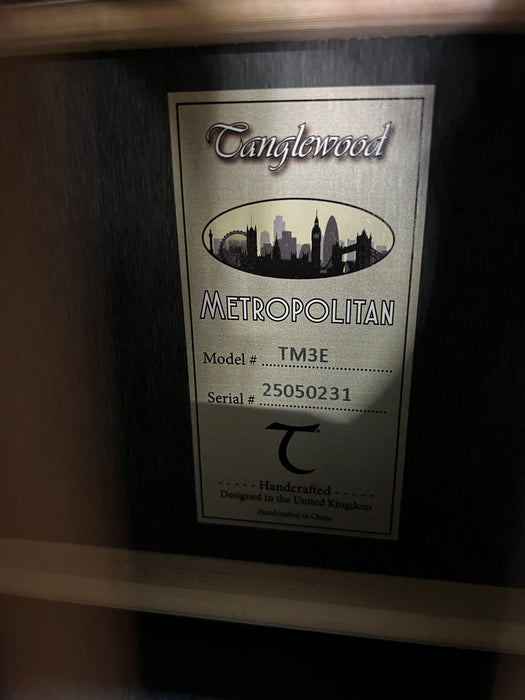 Tanglewood
METROPOLITAN
Model # TM3E
Serial # 25050231
Handcrafted
Designed in the United Kingdom
Handcrafted in China